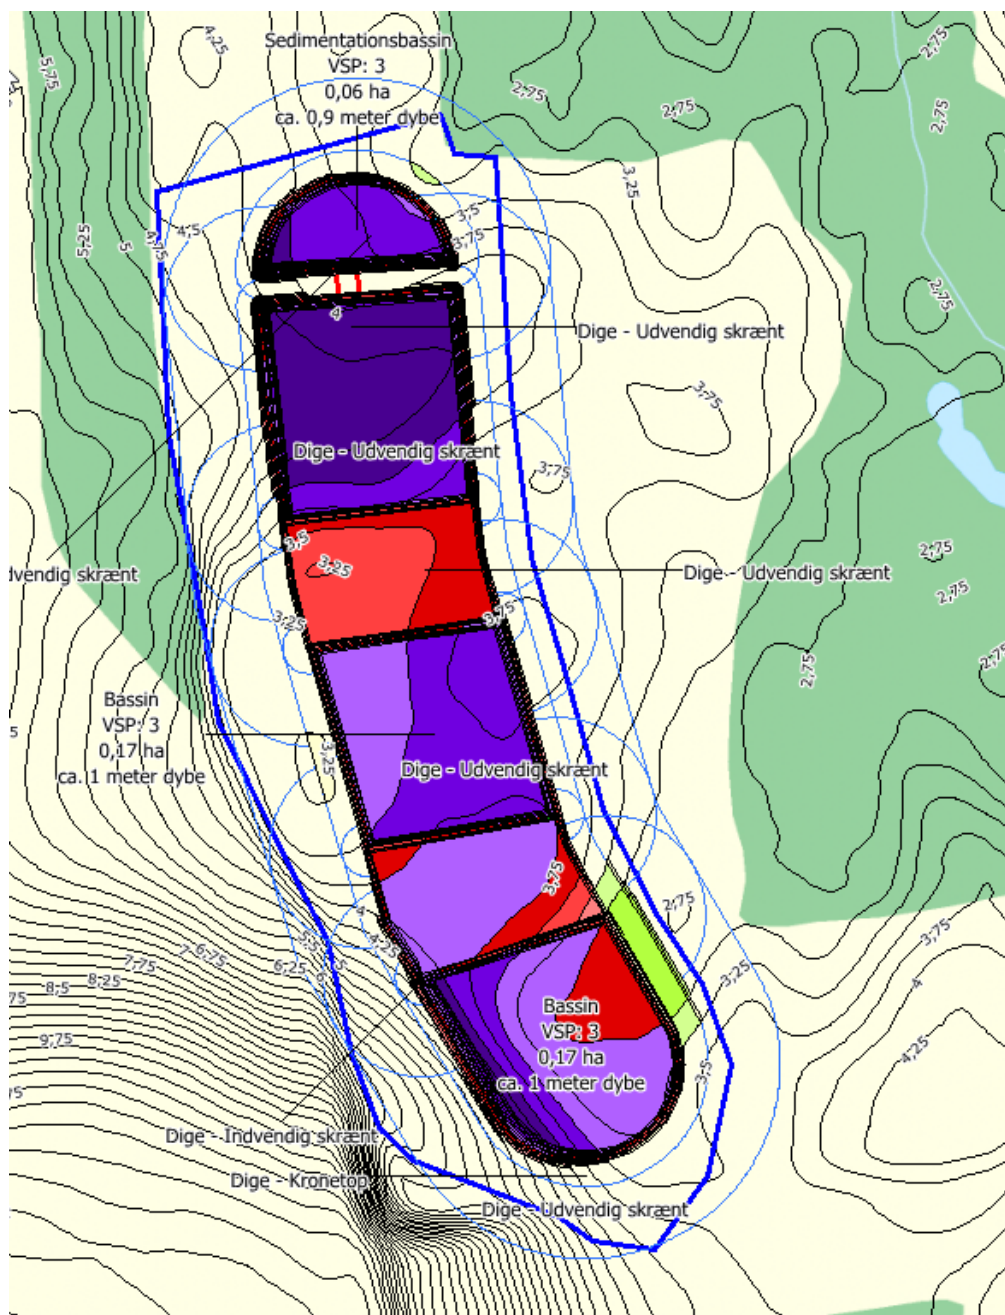 4,25
2,75
5,75
Sedimentationsbassin
VSP: 3
0,06 ha
ca. 0,9 meter dybe
2,75
2,75
2,75
3,25
3,5
4,5
5,25
5
4,75
3,75
2,75
4
Dige - Udvendig skrænt
3,75
Dige - Udvendig skrænt
3,75
3,5
2,75
3,25
dvendig skrænt
Dige - Udvendig skrænt
2,75
3,25
3,75
2,75
2,75
Bassin
VSP: 3
0,17 ha
ca. 1 meter dybe
3,25
Dige - Udvendig skrænt
3,75
2,75
4
4,25
3,75
5,5
5
7
6,75
7,75
6,25
3,25
8,25
8,5
75
4
Bassin
VSP: 3
0,17 ha
ca. 1 meter dybe
9,75
4,25
3,5
75
Dige - Indvendig skrænt
Dige - Kronetop
Dige - Udvendig skrænt